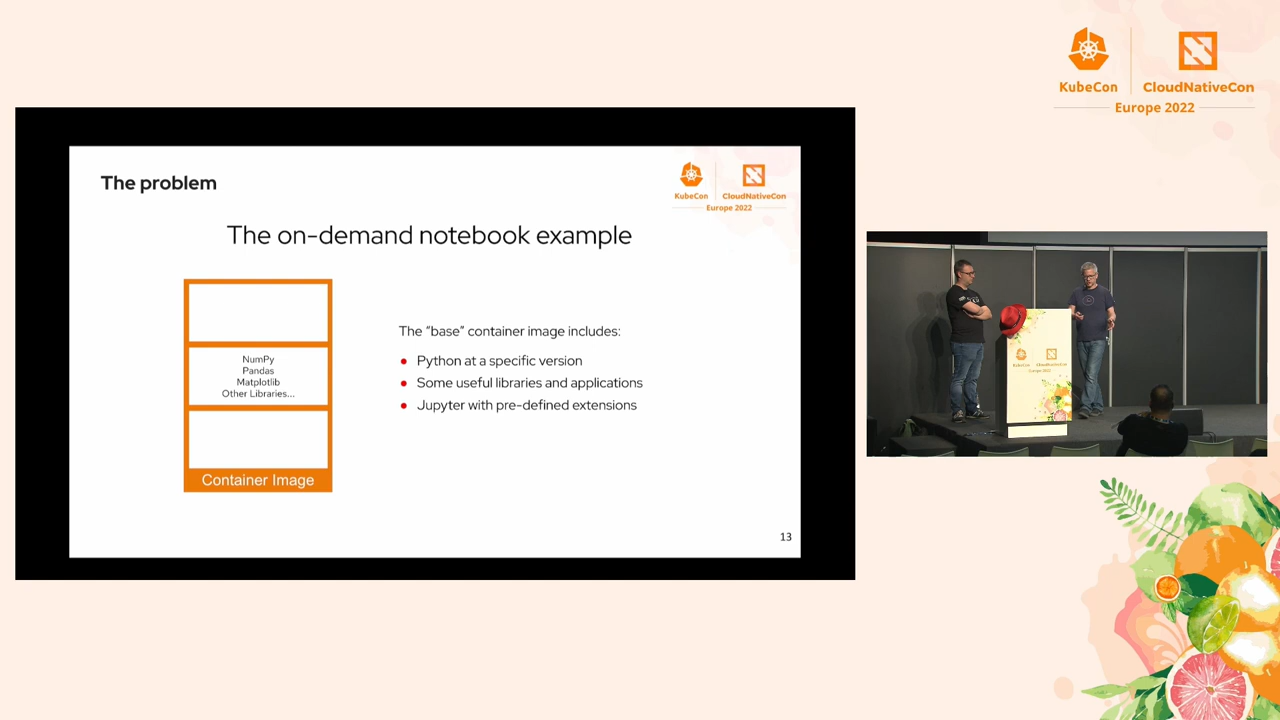 KubeCon
CloudNativeCon
Europe 2022
The problem
KubeCon
CloudNativeCon
Europe 2022
The on-demand notebook example
NumPy
Pandas
Matplotlib
Other Libraries...
Container Image
The “base” container image includes:
Python at a specific version
Some useful libraries and applications
Jupyter with pre-defined extensions
13